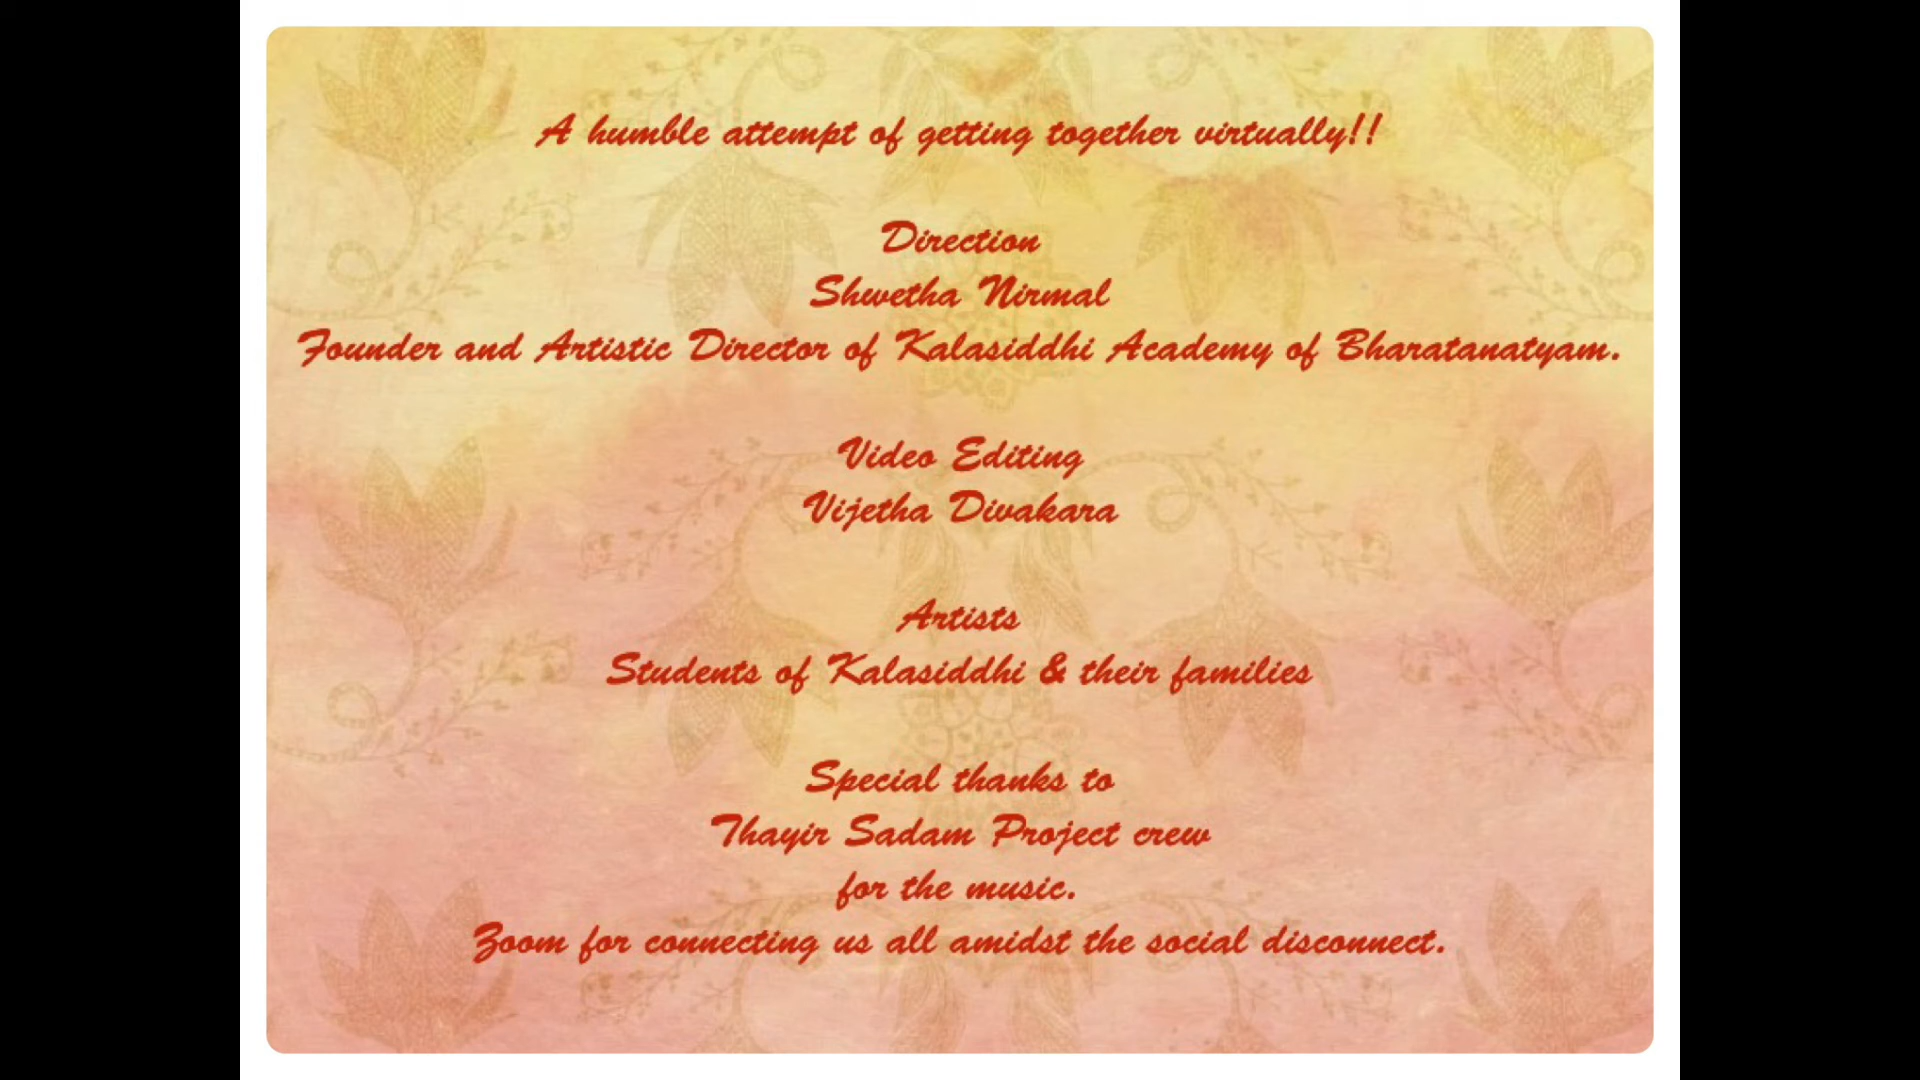 A humble attempt of getting together virtually!!
Direction
Shwetha Nirmal
Founder and Artistic Director of Kalasiddhi Academy of Bharatanatyam.
Video Editing
Vijetha Divakara
Artists
Students of Kalasiddhi & their families
Special thanks to
Thayir Sadam Project crew
for the music.
Zoom for connecting us all amidst the social disconnect.